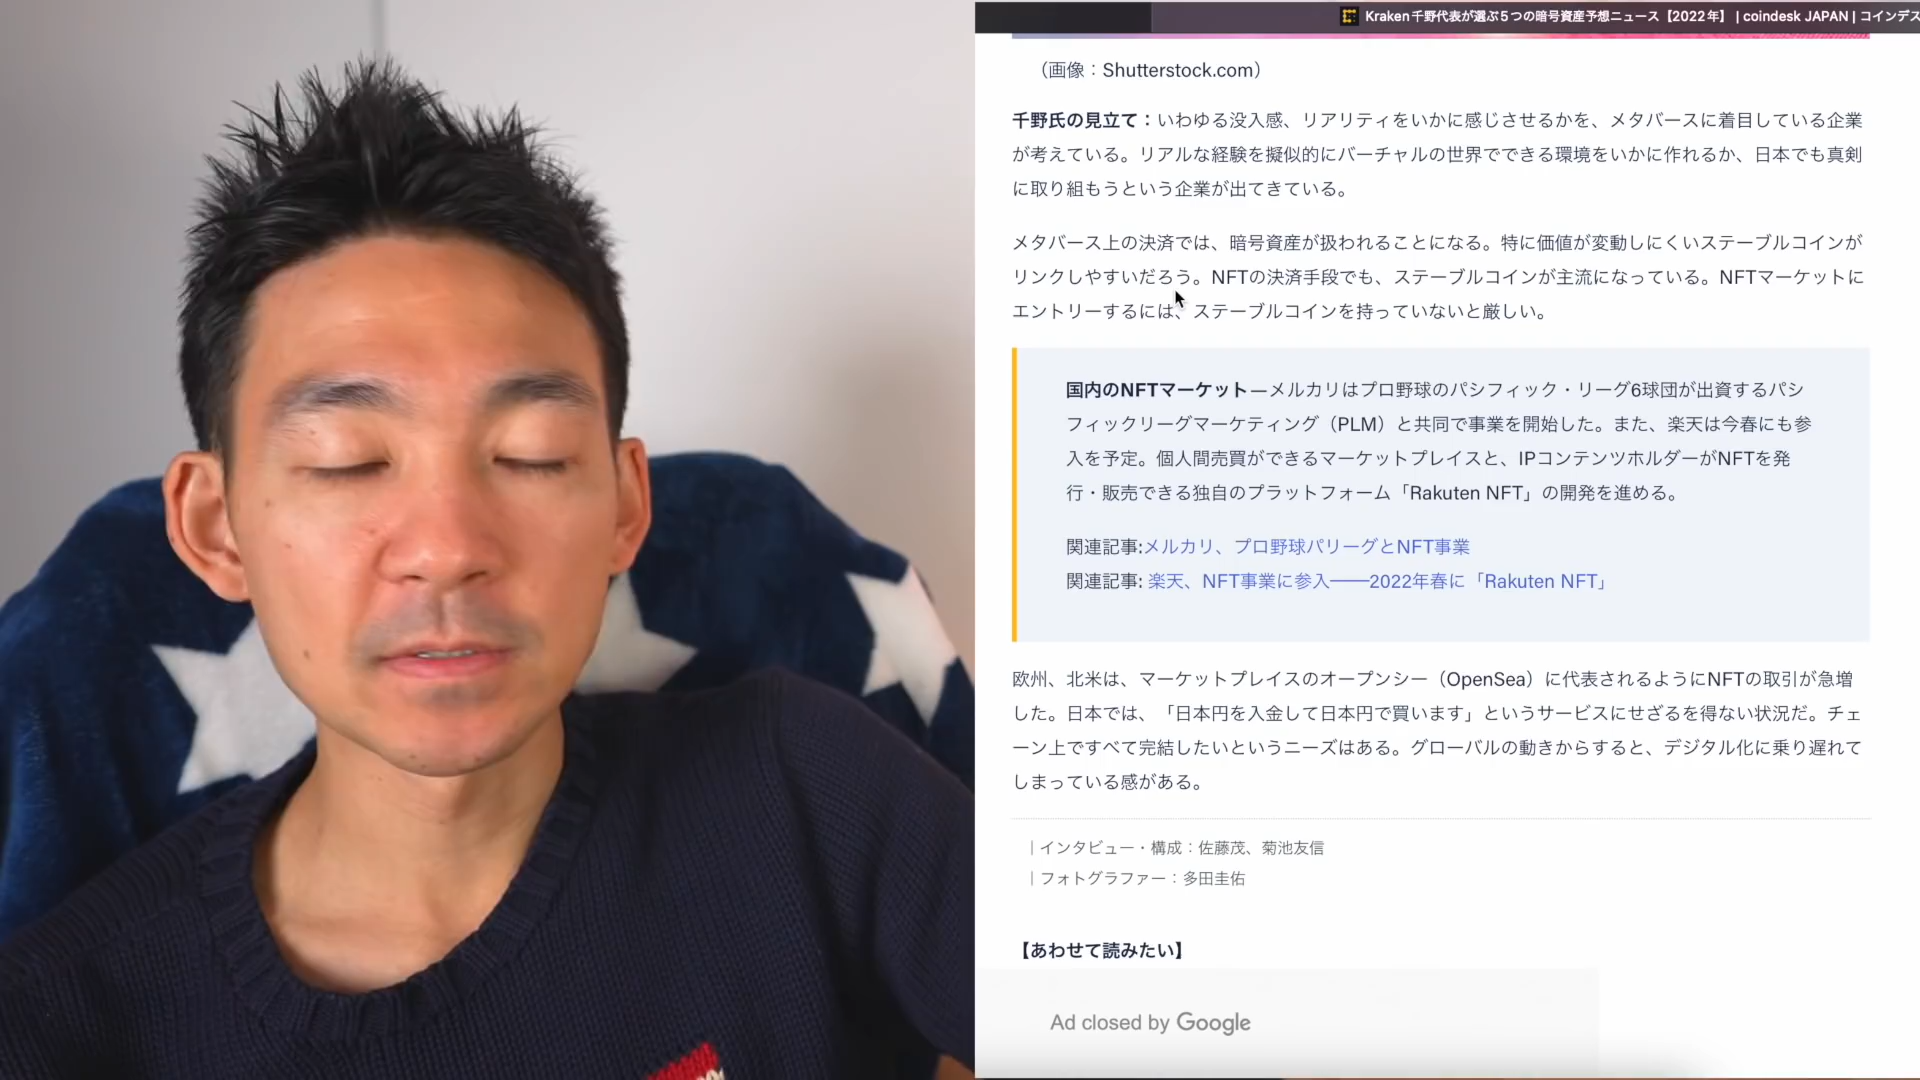 Kraken千野代表が選ぶ5つの暗号資産予想ニュース【2022年】 | coindesk JAPAN | コインデス
（画像：Shutterstock.com）
千野氏の見立て：いわゆる没入感、リアリティをいかに感じさせるかを、メタバースに着目している企業
が考えている。リアルな経験を擬似的にバーチャルの世界でできる環境をいかに作れるか、日本でも真剣
に取り組もうという企業が出てきている。
メタバース上の決済では、暗号資産が扱われることになる。特に価値が変動しにくいステーブルコインが
リンクしやすいだろう。NFTの決済手段でも、ステーブルコインが主流になっている。NFTマーケットに
エントリーするには、ステーブルコインを持っていないと厳しい。
国内のNFTマーケット—メルカリはプロ野球のパシフィック・リーグ6球団が出資するパシ
フィックリーグマーケティング（PLM）と共同で事業を開始した。また、楽天は今春にも参
入を予定。個人間売買ができるマーケットプレイスと、IPコンテンツホルダーがNFTを発
行・販売できる独自のプラットフォーム「Rakuten NFT」の開発を進める。
関連記事:メルカリ、プロ野球パリーグとNFT事業
関連記事: 楽天、NFT事業に参入——2022年春に「Rakuten NFT」
欧州、北米は、マーケットプレイスのオープンシー（OpenSea）に代表されるようにNFTの取引が急増
した。日本では、「日本円を入金して日本円で買います」というサービスにせざるを得ない状況だ。チェ
ーン上ですべて完結したいというニーズはある。グローバルの動きからすると、デジタル化に乗り遅れて
しまっている感がある。
｜インタビュー・構成：佐藤茂、菊池友信
｜フォトグラファー：多田圭佑
【あわせて読みたい】
Ad closed by Google